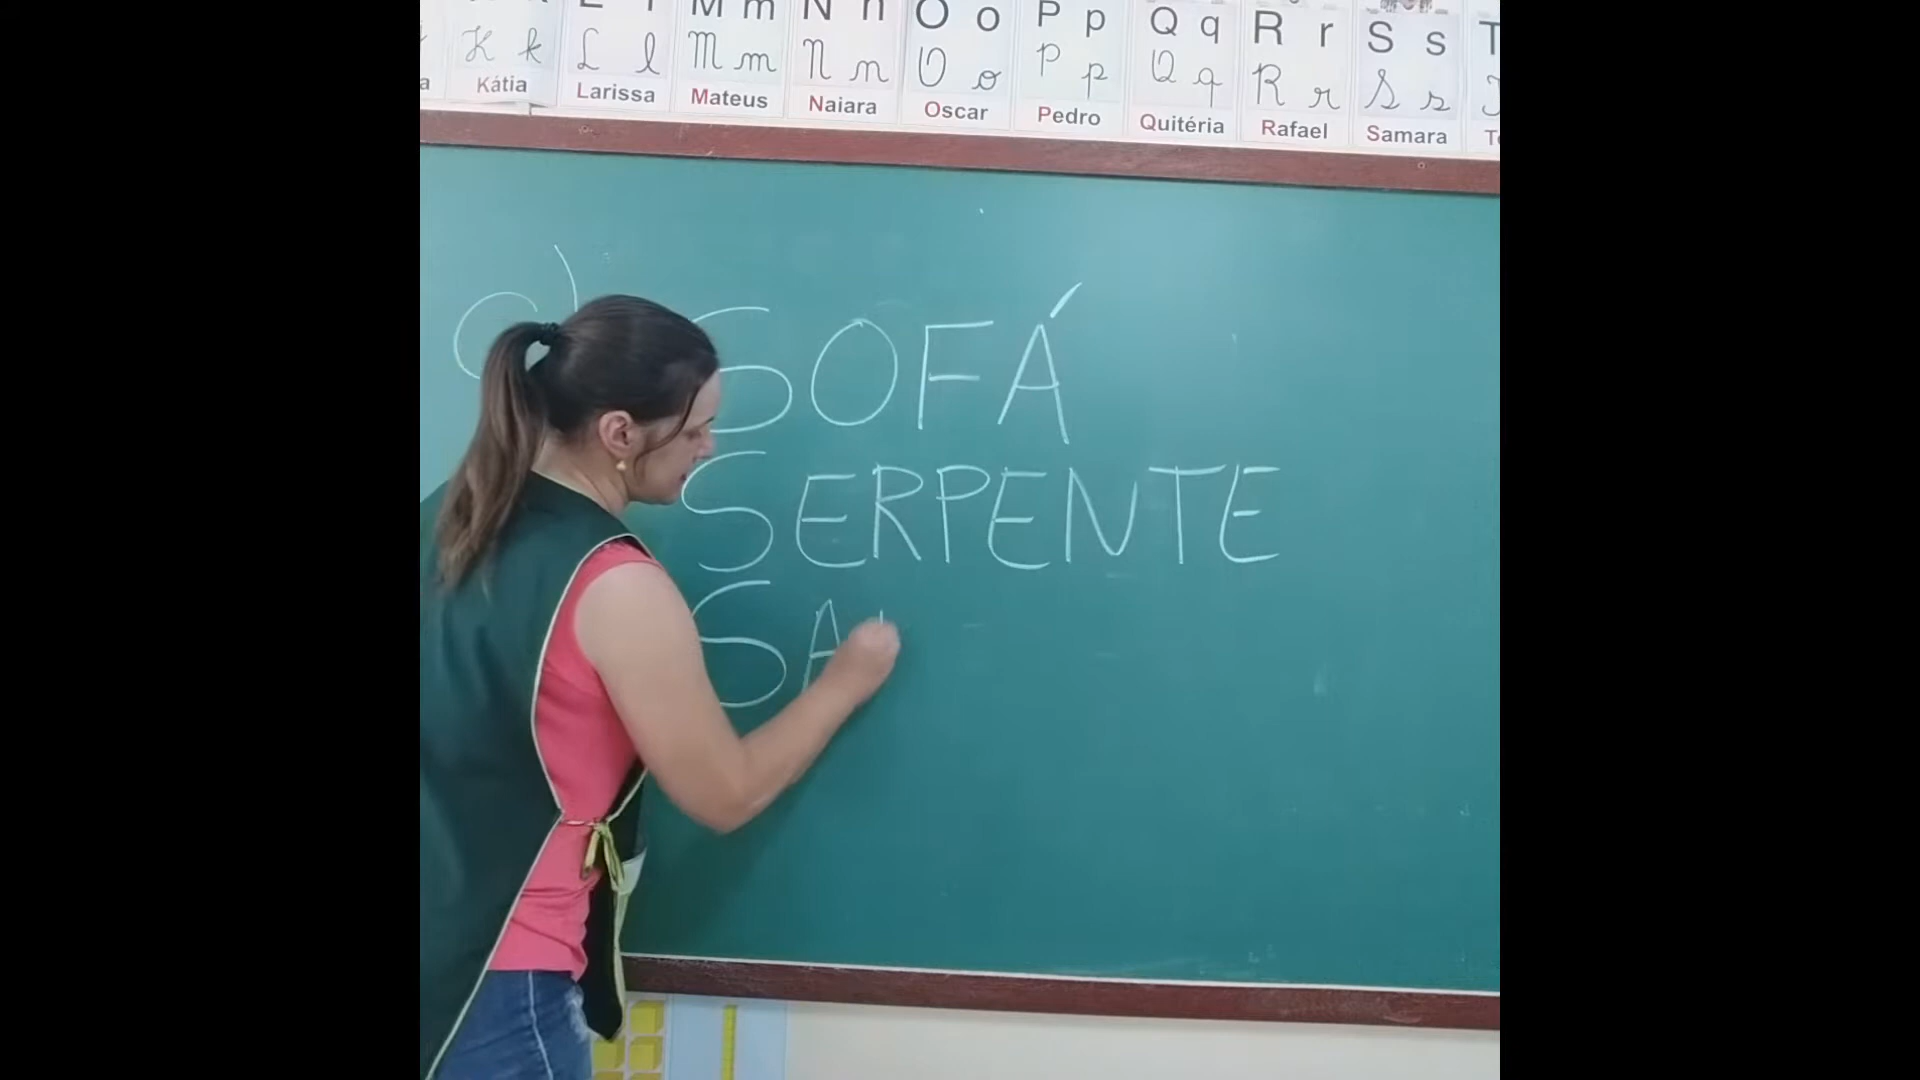 K k L l M m N n O o P p Q q R r S s T
K k L l M m N n O o P p Q q R r S s
a Kátia Larissa Mateus Naiara Oscar Pedro Quitéria Rafael Samara
SOFÁ
SERPENTE
SA